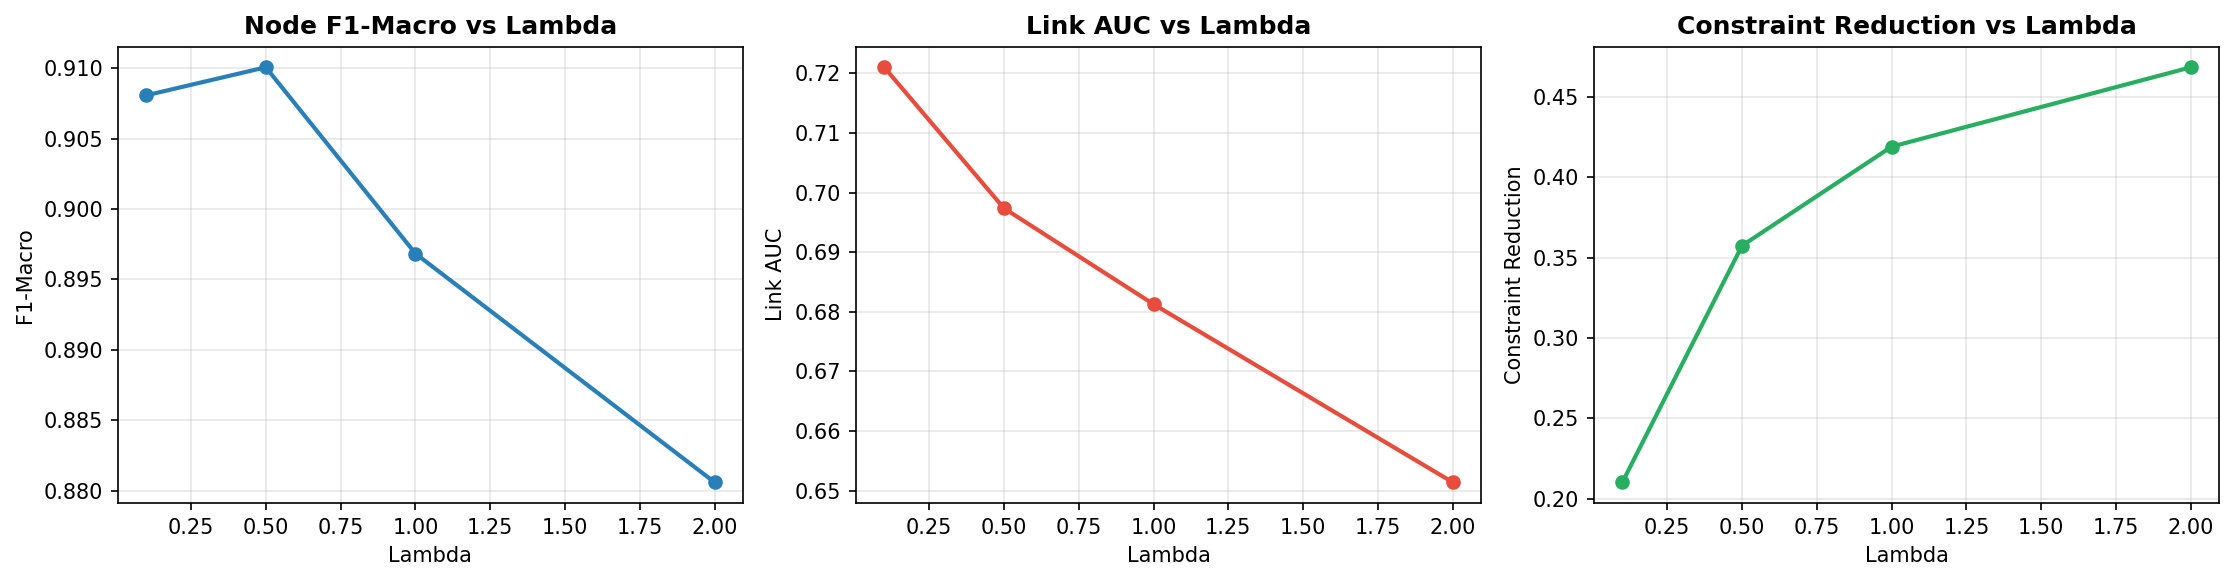 Node F1-Macro vs Lambda
F1-Macro
0.910
0.905
0.900
0.895
0.890
0.885
0.880
0.25 0.50 0.75 1.00 1.25 1.50 1.75 2.00
Lambda
Link AUC vs Lambda
Link AUC
0.72
0.71
0.70
0.69
0.68
0.67
0.66
0.65
0.25 0.50 0.75 1.00 1.25 1.50 1.75 2.00
Lambda
Constraint Reduction vs Lambda
Constraint Reduction
0.45
0.40
0.35
0.30
0.25
0.20
0.25 0.50 0.75 1.00 1.25 1.50 1.75 2.00
Lambda